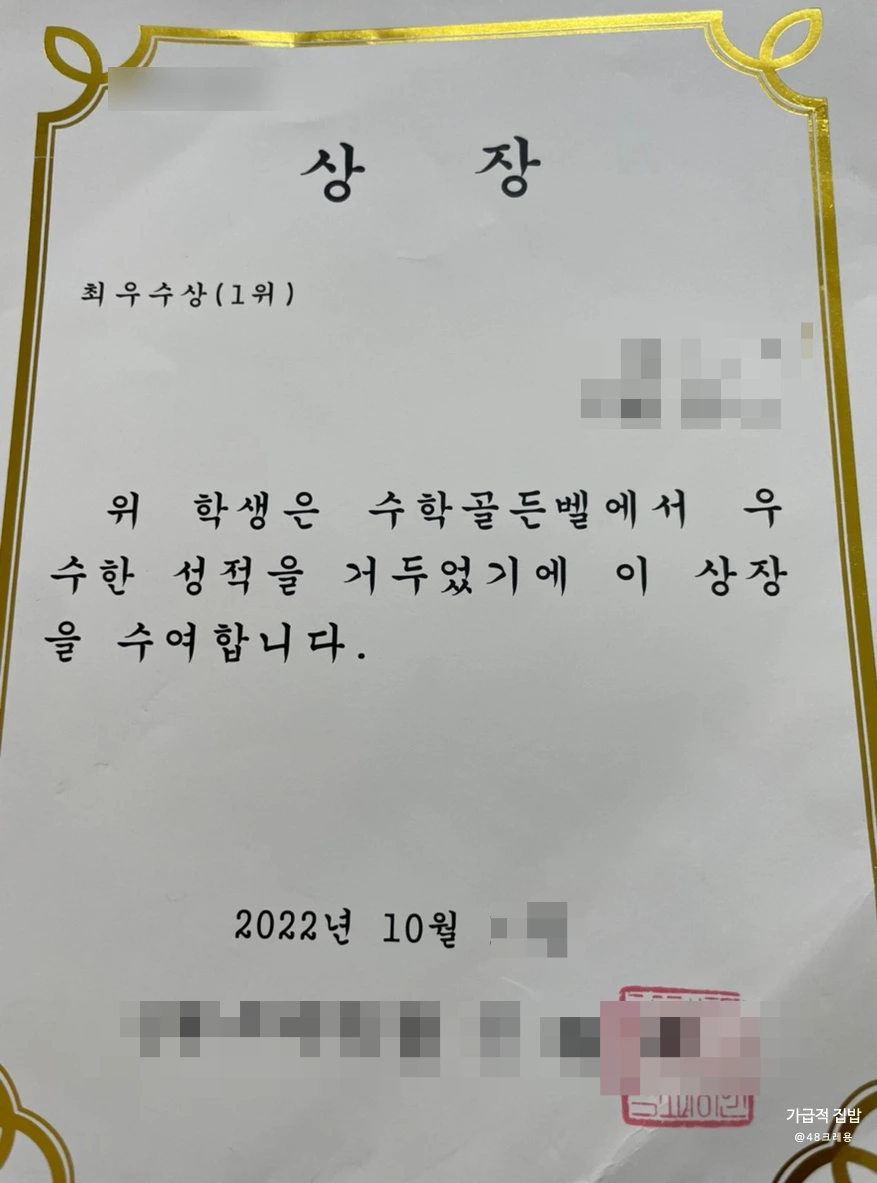 상 장
최우수상(1위)
위 학생은 수학골든벨에서 우
수한 성적을 거두었기에 이 상장
을 수여합니다.
2022년 10월
가급적 집밥
@48크레용